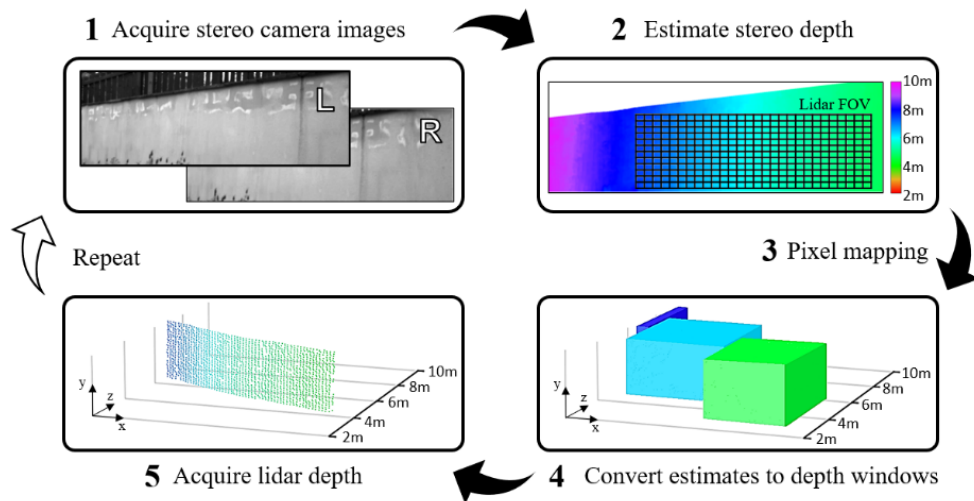 1 Acquire stereo camera images
2 Estimate stereo depth
L
R
Lidar FOV
10m
8m
6m
4m
2m
3 Pixel mapping
Repeat
y
z
x
10m
8m
6m
4m
2m
y
z
x
10m
8m
6m
4m
2m
5 Acquire lidar depth
4 Convert estimates to depth windows